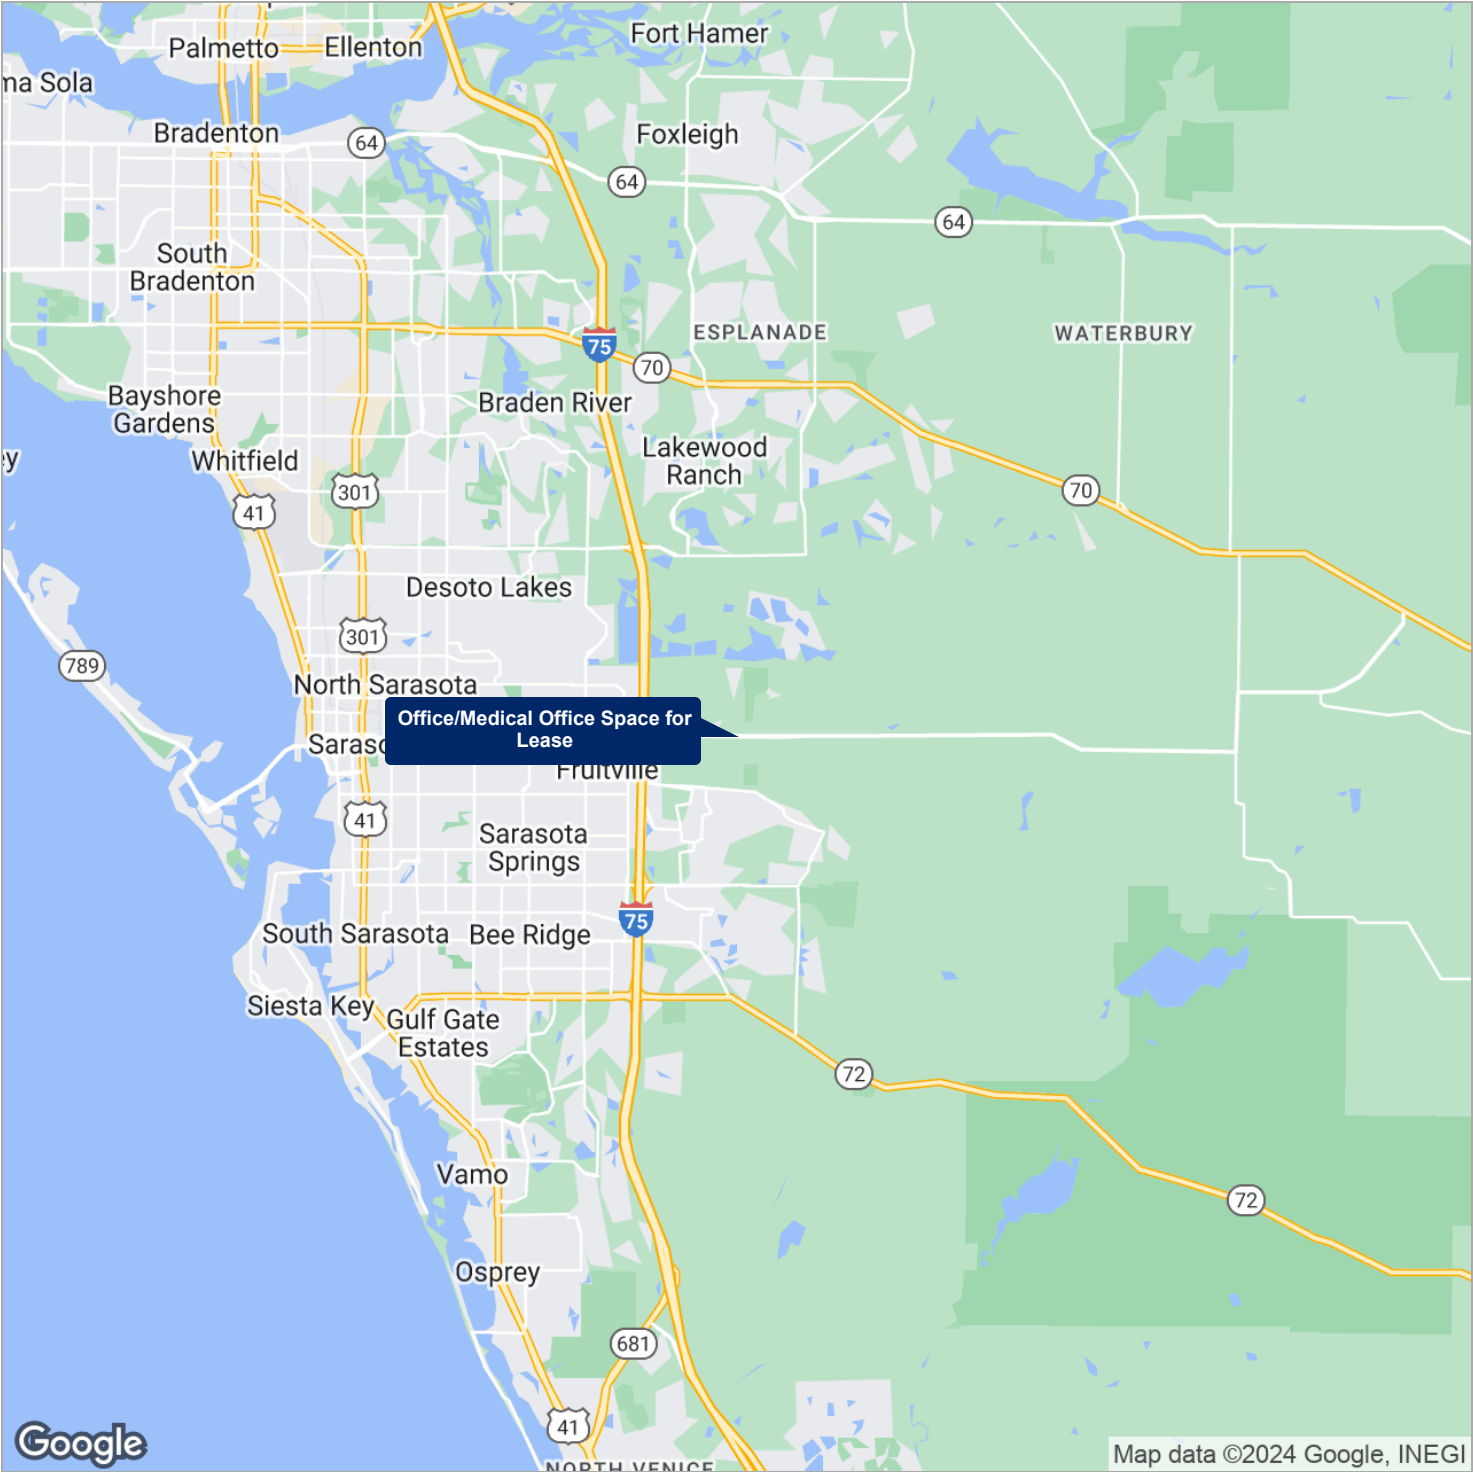 Fort Hamer
Palmetto
Ellenton
ma Sola
Bradenton
64
Foxleigh
64
64
South
Bradenton
ESPLANADE
WATERBURY
75
70
Bayshore
Gardens
Braden River
Lakewood
Ranch
ey
Whitfield
301
70
41
Desoto Lakes
301
789
North Sarasota
Office/Medical Office Space for
Lease
Saraso
Fruitville
41
Sarasota
Springs
75
South Sarasota
Bee Ridge
Siesta Key
Gulf Gate
Estates
72
Vamo
72
Osprey
681
41
Google
Map data ©2024 Google, INEGI
NORTH VENICE